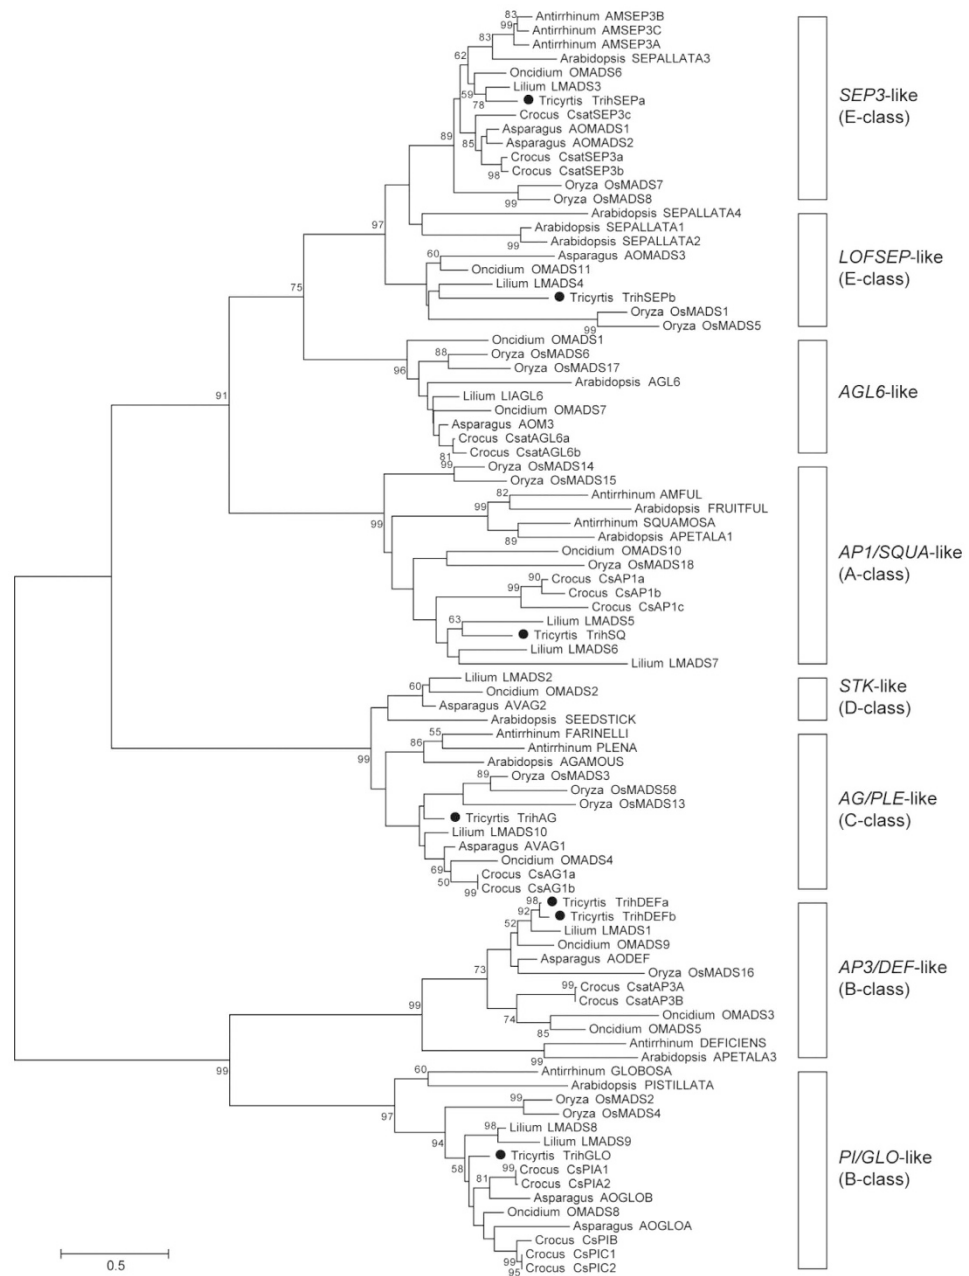 83
Antirrhinum AMSEP3B
99
Antirrhinum AMSEP3C
83
Antirrhinum AMSEP3A
62
Arabidopsis SEPALLATA3
Oncidium OMADS6
59
Lilium LMADS3
78
Tricyrtis TrihSEPa
Crocus CsatSEP3c
89
Asparagus AOMADS1
85
Asparagus AOMADS2
Crocus CsatSEP3a
98
Crocus CsatSEP3b
Oryza OsMADS7
99
Oryza OsMADS8
SEP3-like
(E-class)
97
Arabidopsis SEPALLATA4
Arabidopsis SEPALLATA1
99
Arabidopsis SEPALLATA2
60
Asparagus AOMADS3
Oncidium OMADS11
Lilium LMADS4
Tricyrtis TrihSEPb
Oryza OsMADS1
99
Oryza OsMADS5
LOFSEP-like
(E-class)
75
Oncidium OMADS1
88
Oryza OsMADS6
96
Oryza OsMADS17
Arabidopsis AGL6
Lilium LIAGL6
Oncidium OMADS7
Asparagus AOM3
Crocus CsatAGL6a
81
Crocus CsatAGL6b
AGL6-like
91
99
Oryza OsMADS14
Oryza OsMADS15
82
Antirrhinum AMFUL
99
Arabidopsis FRUITFUL
99
Antirrhinum SQUAMOSA
89
Arabidopsis APETALA1
Oncidium OMADS10
Oryza OsMADS18
90
Crocus CsAP1a
99
Crocus CsAP1b
Crocus CsAP1c
63
Lilium LMADS5
Tricyrtis TrihSQ
Lilium LMADS6
Lilium LMADS7
AP1/SQUA-like
(A-class)
Lilium LMADS2
60
Oncidium OMADS2
Asparagus AVAG2
Arabidopsis SEEDSTICK
STK-like
(D-class)
99
55
Antirrhinum FARINELLI
86
Antirrhinum PLENA
Arabidopsis AGAMOUS
89
Oryza OsMADS3
Oryza OsMADS58
Oryza OsMADS13
Tricyrtis TrihAG
Lilium LMADS10
Asparagus AVAG1
69
Oncidium OMADS4
50
Crocus CsAG1a
99
Crocus CsAG1b
AG/PLE-like
(C-class)
98
Tricyrtis TrihDEFa
92
Tricyrtis TrihDEFb
52
Lilium LMADS1
Oncidium OMADS9
73
Asparagus AODEF
Oryza OsMADS16
99
Crocus CsatAP3A
99
Crocus CsatAP3B
74
Oncidium OMADS3
85
Oncidium OMADS5
Antirrhinum DEFICIENS
99
Arabidopsis APETALA3
AP3/DEF-like
(B-class)
99
60
Antirrhinum GLOBOSA
Arabidopsis PISTILLATA
97
99
Oryza OsMADS2
Oryza OsMADS4
94
98
Lilium LMADS8
Lilium LMADS9
58
Tricyrtis TrihGLO
99
Crocus CsPIA1
81
Crocus CsPIA2
Asparagus AOGLOB
Oncidium OMADS8
Asparagus AOGLOA
Crocus CsPIB
99
Crocus CsPIC1
95
Crocus CsPIC2
PI/GLO-like
(B-class)
0.5